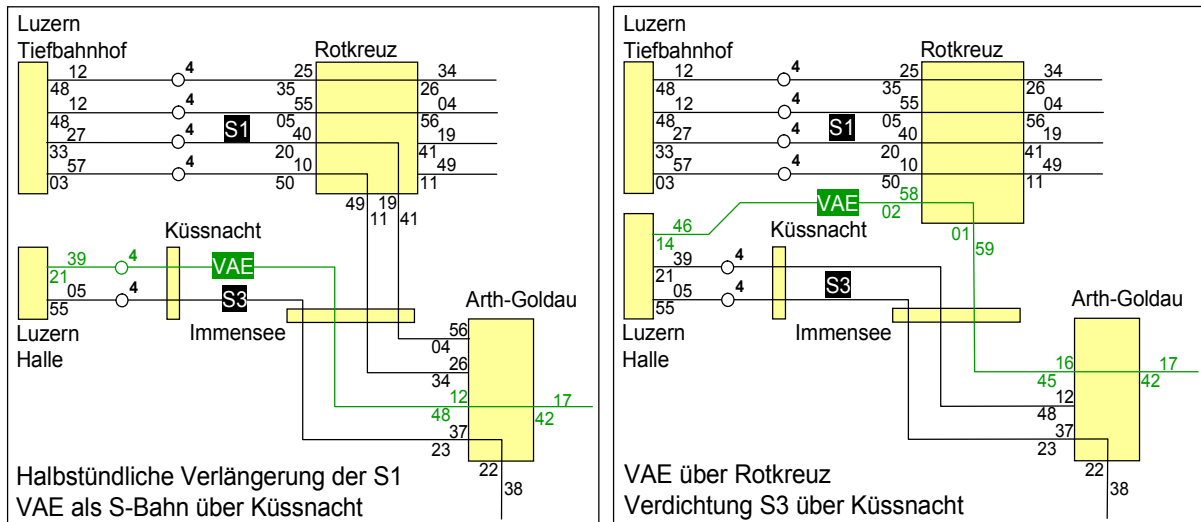 Luzern
Tiefbahnhof
Rotkreuz
12 4 25 34
48 35 26
12 4 55 04
48 05 56
27 4 S1 40 19
33 20 41
57 4 10 49
03 50 11
49 19
11 41
Küssnacht
39 4 VAE
21
05 4 S3
55
Luzern
Halle
Immensee
Arth-Goldau
56
04
26
34
12 17
48 42
37
23
22
38
Halbstündliche Verlängerung der S1
VAE als S-Bahn über Küssnacht
Luzern
Tiefbahnhof
Rotkreuz
12 4 25 34
48 35 26
12 4 55 04
48 05 56
27 4 S1 40 19
33 20 41
57 4 10 49
03 50 11
VAE 58
02
01
59
46
14
Küssnacht
39 4
21
05 4 S3
55
Luzern
Halle
Immensee
Arth-Goldau
16 17
45 42
12
48
37
23
22
38
VAE über Rotkreuz
Verdichtung S3 über Küssnacht